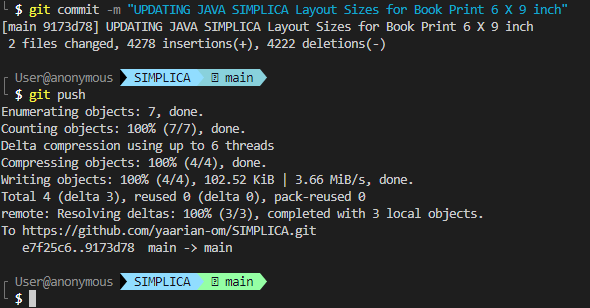 $ git commit -m "UPDATING JAVA SIMPLICA Layout Sizes for Book Print 6 X 9 inch"
[main 9173d78] UPDATING JAVA SIMPLICA Layout Sizes for Book Print 6 X 9 inch
 2 files changed, 4278 insertions(+), 4222 deletions(-)
User@anonymous SIMPLICA main
$ git push
Enumerating objects: 7, done.
Counting objects: 100% (7/7), done.
Delta compression using up to 6 threads
Compressing objects: 100% (4/4), done.
Writing objects: 100% (4/4), 102.52 KiB | 3.66 MiB/s, done.
Total 4 (delta 3), reused 0 (delta 0), pack-reused 0
remote: Resolving deltas: 100% (3/3), completed with 3 local objects.
To https://github.com/yaarian-om/SIMPLICA.git
   e7f25c6..9173d78  main -> main
User@anonymous SIMPLICA main
$